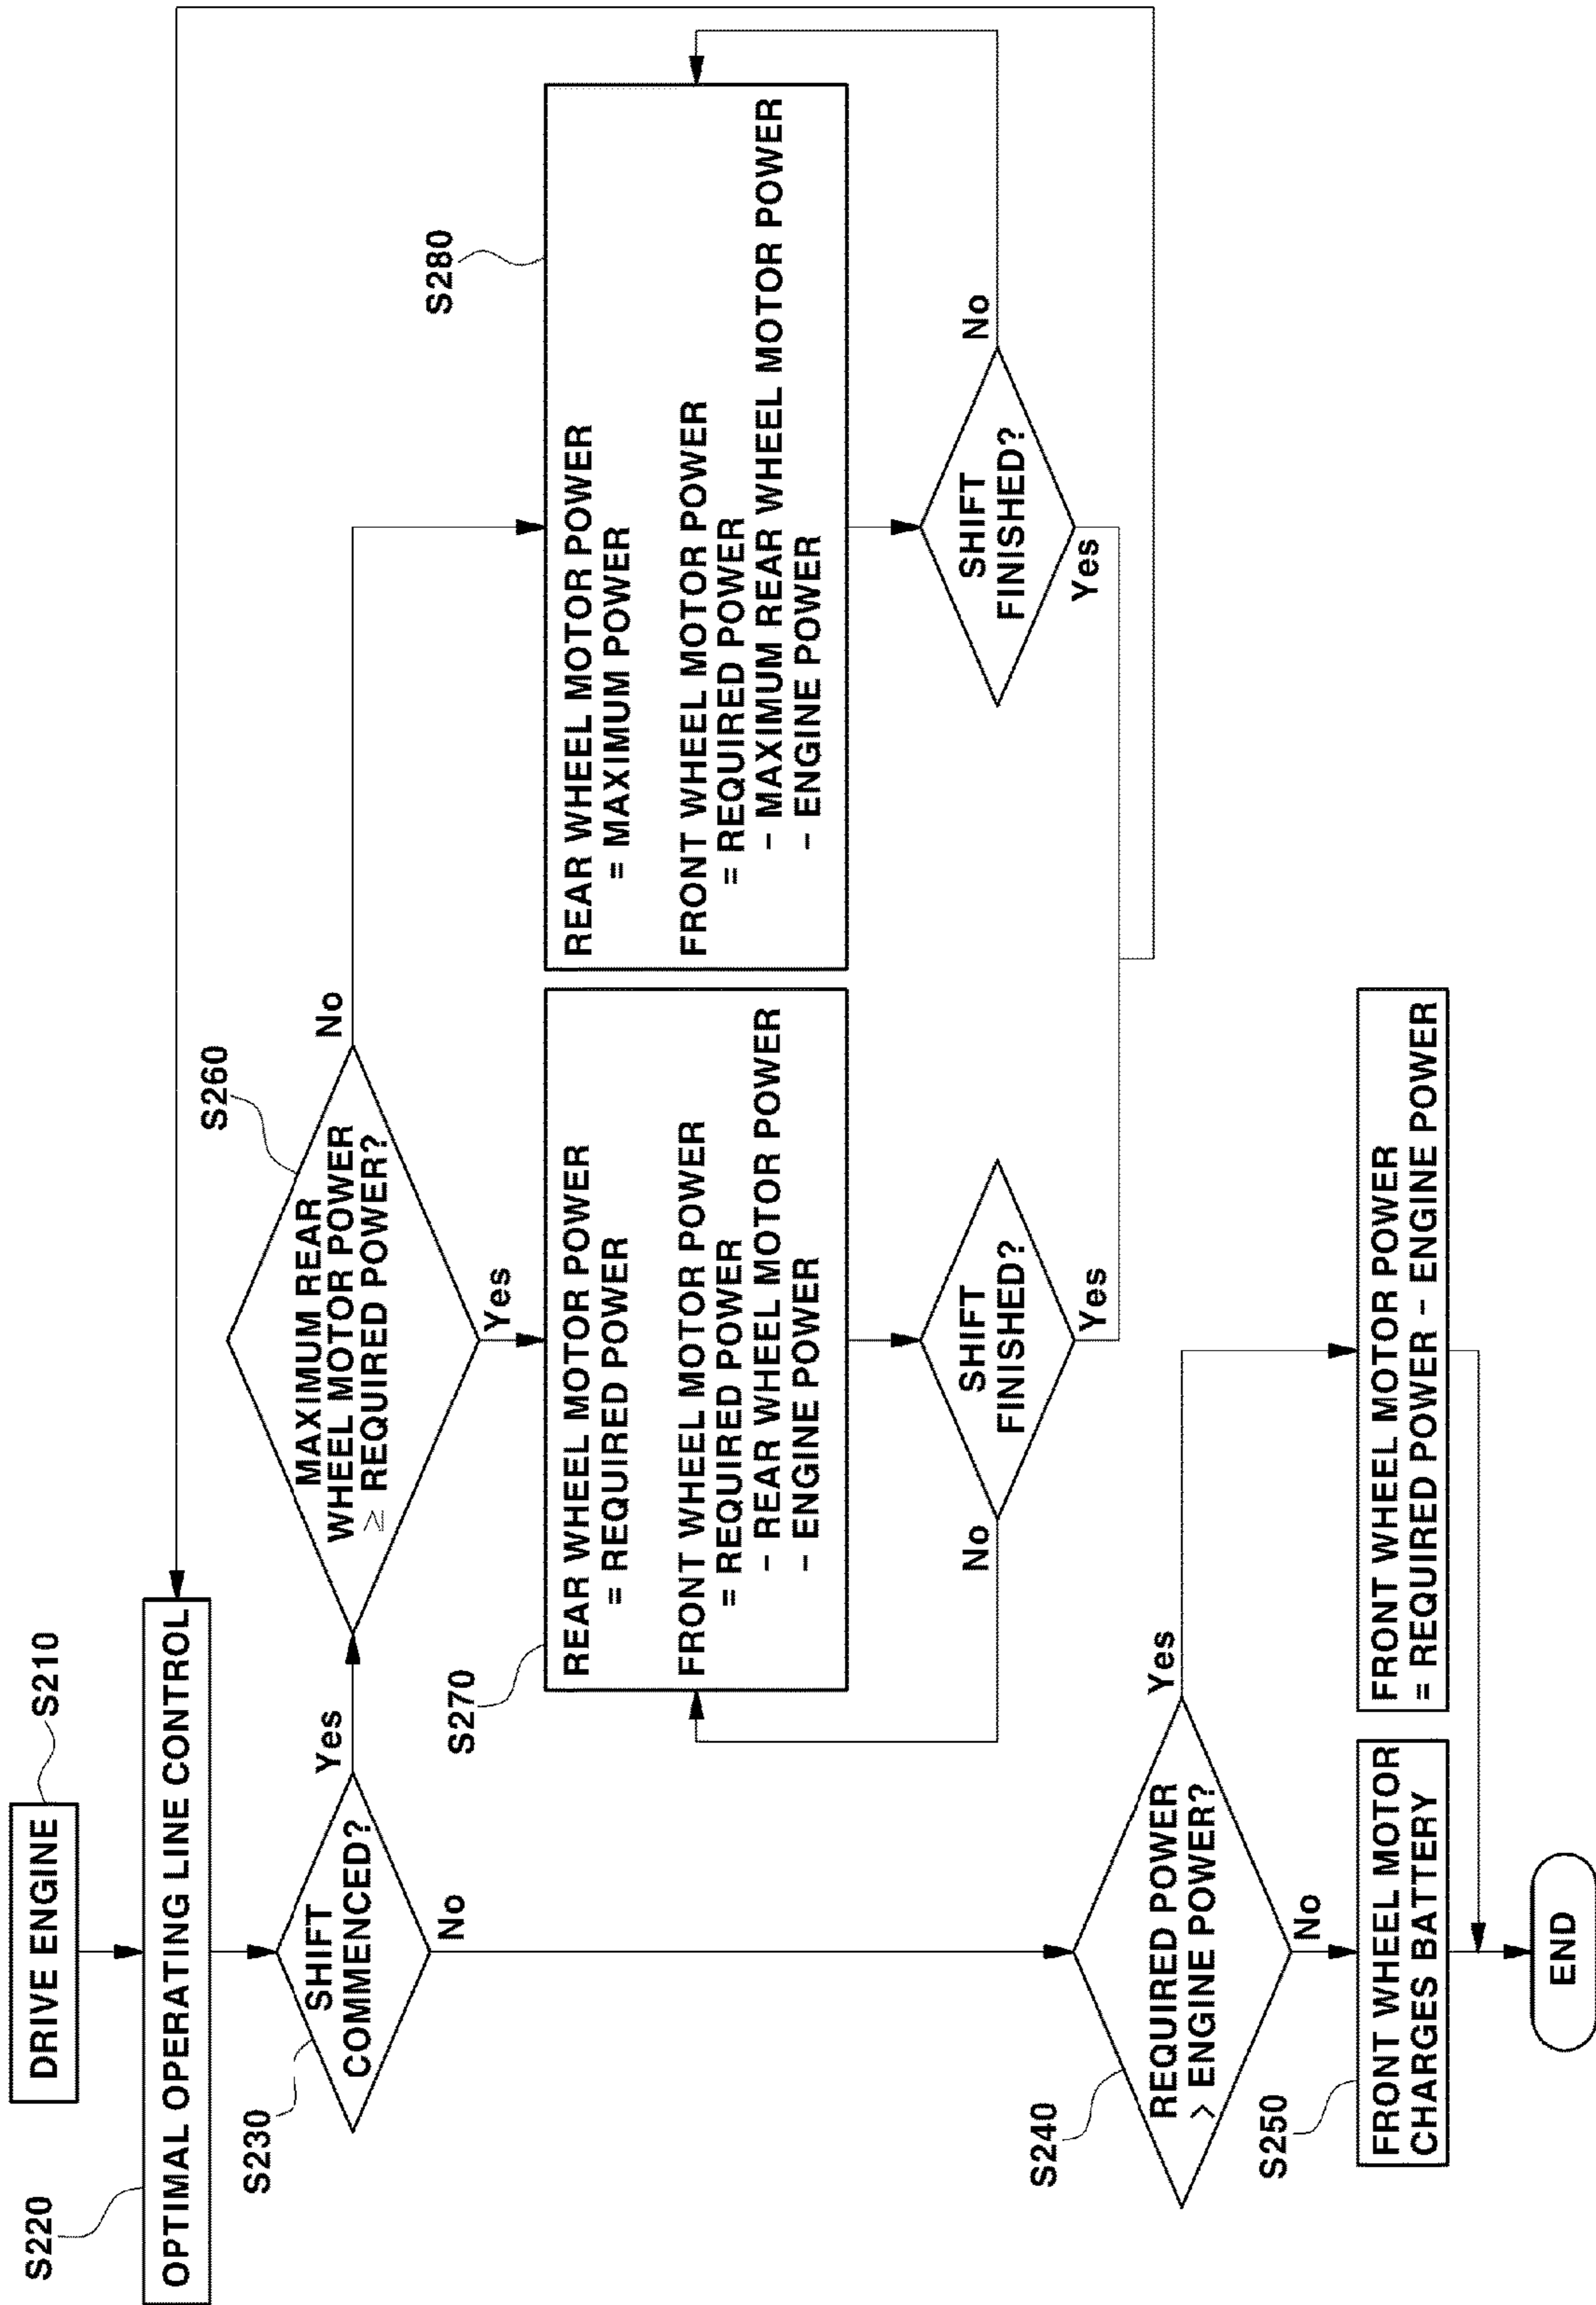 DRIVE ENGINE
S210
S220
OPTIMAL OPERATING LINE CONTROL
S230
SHIFT
COMMENCED?
Yes
No
S260
MAXIMUM REAR
WHEEL MOTOR POWER
≥ REQUIRED POWER?
No
Yes
S270
REAR WHEEL MOTOR POWER
= REQUIRED POWER
FRONT WHEEL MOTOR POWER
= REQUIRED POWER
– REAR WHEEL MOTOR POWER
– ENGINE POWER
S280
REAR WHEEL MOTOR POWER
= MAXIMUM POWER
FRONT WHEEL MOTOR POWER
= REQUIRED POWER
– MAXIMUM REAR WHEEL MOTOR POWER
– ENGINE POWER
No
SHIFT
FINISHED?
Yes
SHIFT
FINISHED?
No
Yes
S240
REQUIRED POWER
> ENGINE POWER?
Yes
No
S250
FRONT WHEEL MOTOR
CHARGES BATTERY
FRONT WHEEL MOTOR POWER
= REQUIRED POWER – ENGINE POWER
END